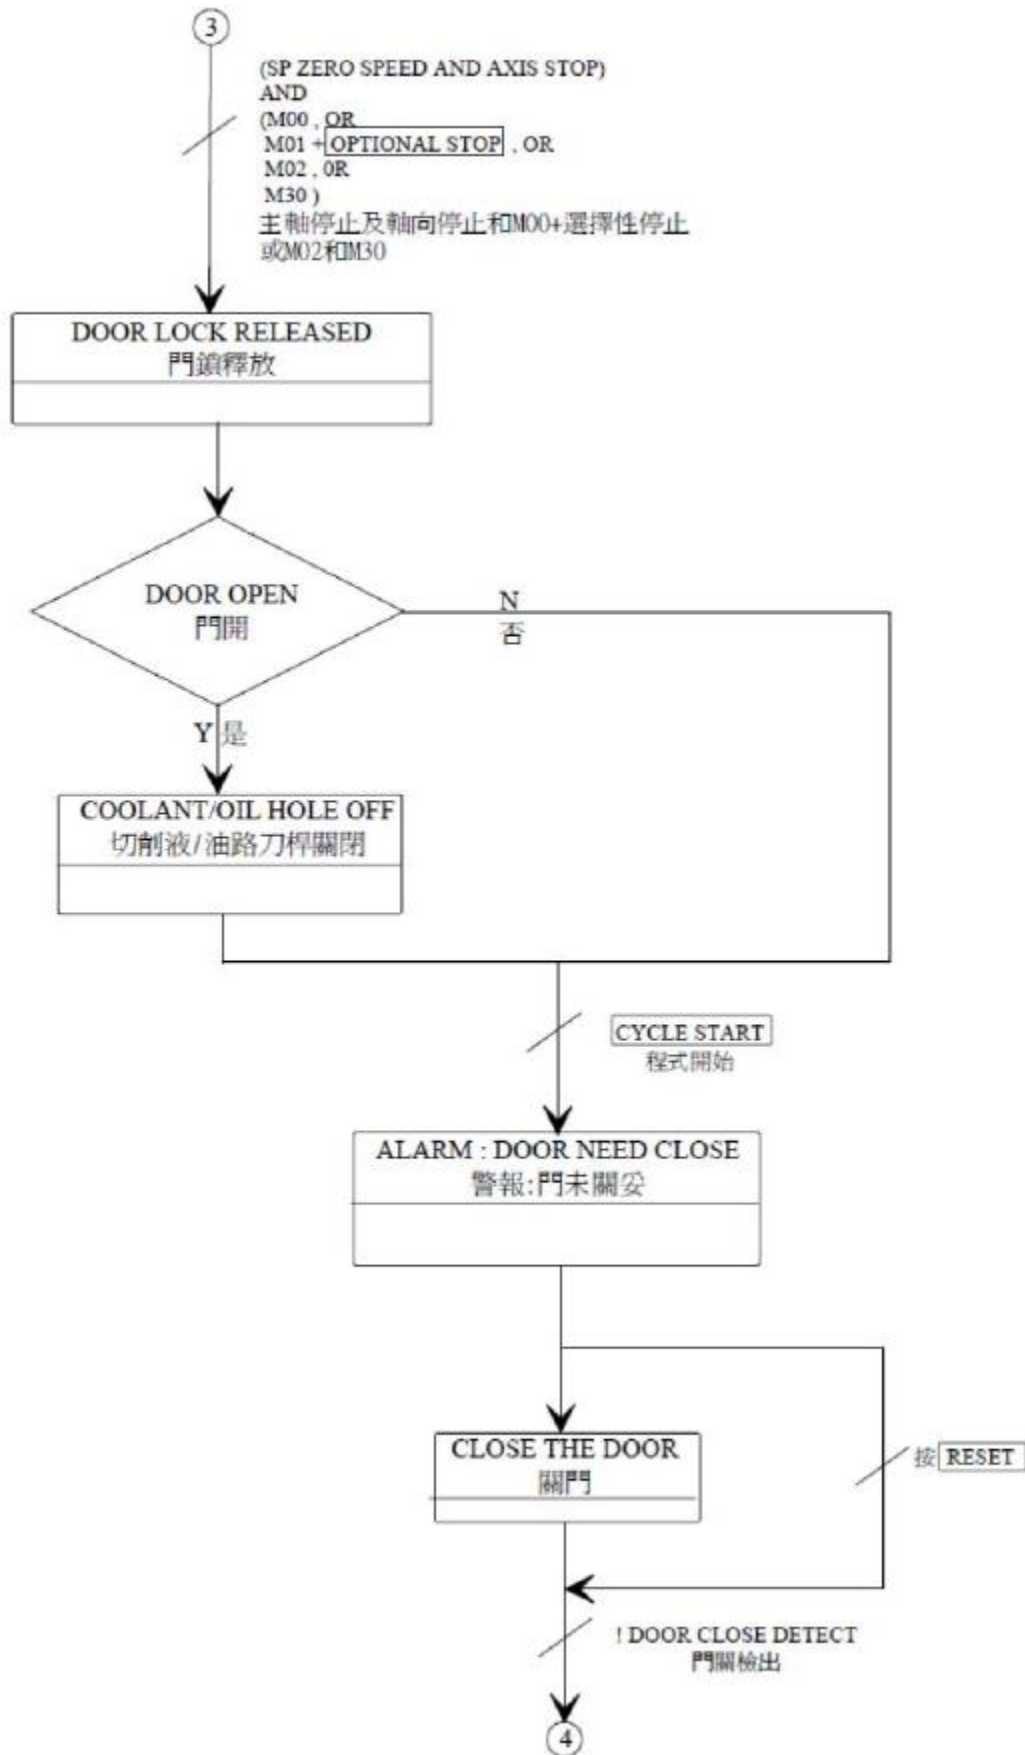 3
(SP ZERO SPEED AND AXIS STOP)
AND
(M00 , OR
M01 + OPTIONAL STOP , OR
M02 , 0R
M30 )
主軸停止及軸向停止和M00+選擇性停止
或M02和M30
DOOR LOCK RELEASED
門鎖釋放
DOOR OPEN
門開
N
否
Y 是
COCOLANT/OIL HOLE OFF
切削液/油路刀桿關閉
CYCLE START
程式開始
ALARM : DOOR NEED CLOSE
警報:門未關妥
CLOSE THE DOOR
關門
按 RESET
! DOOR CLOSE DETECT
門關檢出
4